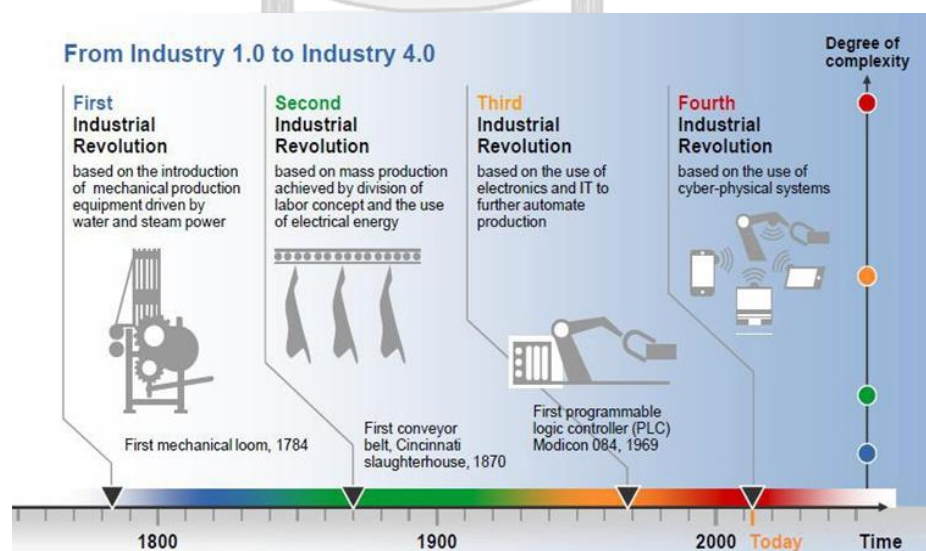 From Industry 1.0 to Industry 4.0
Degree of
complexity
First
Industrial
Revolution
based on the introduction
of mechanical production
equipment driven by
water and steam power
Second
Industrial
Revolution
based on mass production
achieved by division of
labor concept and the use
of electrical energy
Third
Industrial
Revolution
based on the use of
electronics and IT to
further automate
production
Fourth
Industrial
Revolution
based on the use of
cyber-physical systems
First mechanical loom, 1784
First conveyor
belt, Cincinnati
slaughterhouse, 1870
First programmable
logic controller (PLC)
Modicon 084, 1969
1800
1900
2000
Today
Time